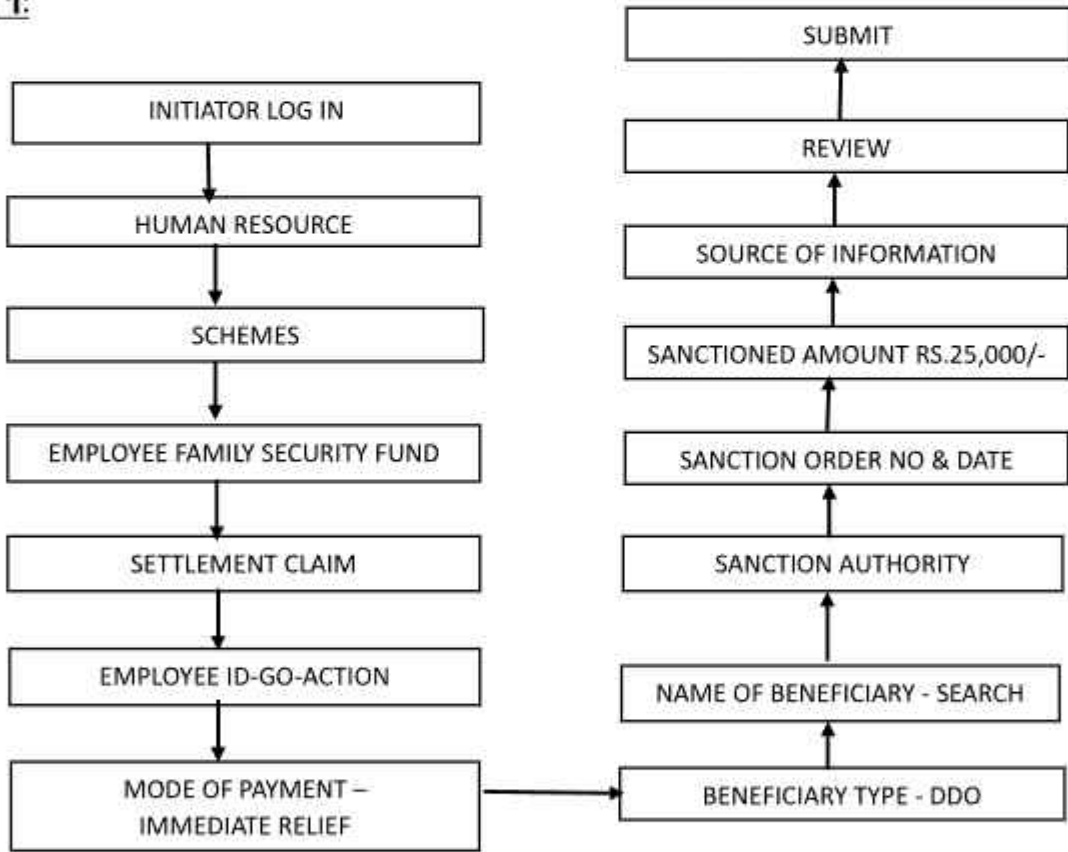 1:
INITIATOR LOG IN
HUMAN RESOURCE
SCHEMES
EMPLOYEE FAMILY SECURITY FUND
SETTLEMENT CLAIM
EMPLOYEE ID-GO-ACTION
MODE OF PAYMENT –
IMMEDIATE RELIEF
BENEFICIARY TYPE - DDO
NAME OF BENEFICIARY - SEARCH
SANCTION AUTHORITY
SANCTION ORDER NO & DATE
SANCTIONED AMOUNT RS.25,000/-
SOURCE OF INFORMATION
REVIEW
SUBMIT